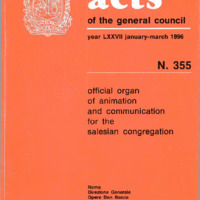 acts
of the general council
year LXXVII january-march 1996
N. 355
official organ
of animation
and communication
for the
salesian congregation
Roma
Direzione Generale
Opere Don Bosco